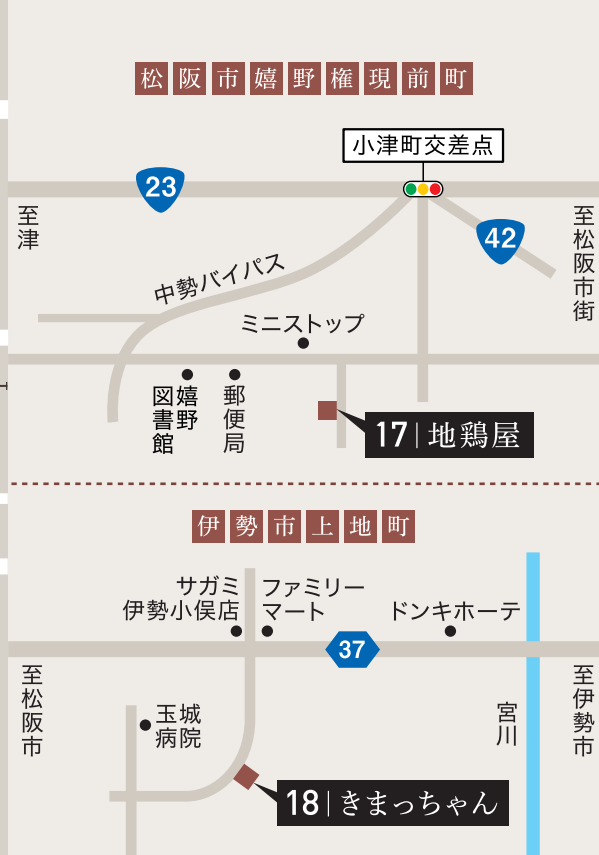 松阪市嬉野権現前町
小津町交差点
23
至津
42
至松阪市街
中勢バイパス
ミニストップ
嬉野図書館
郵便局
17 地鶏屋
伊勢市上地町
サガミ
伊勢小俣店
ファミリー
マート
ドンキホーテ
37
至松阪市
玉城
病院
宮川
至伊勢市
18 きまっちゃん